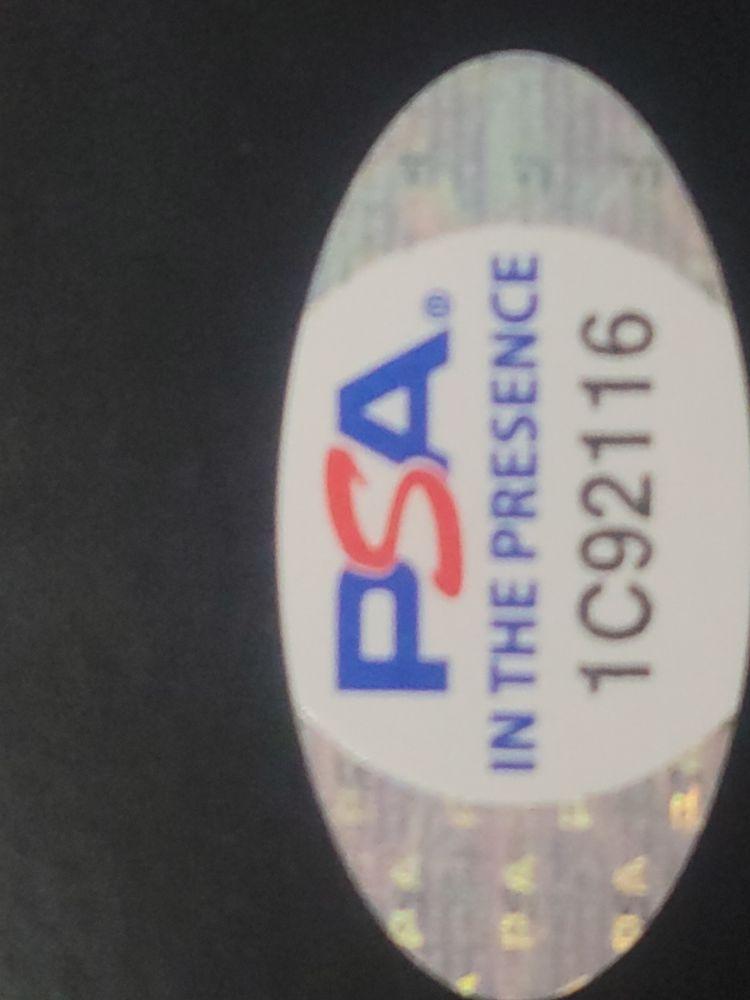 PSA®
IN THE PRESENCE
1C92116